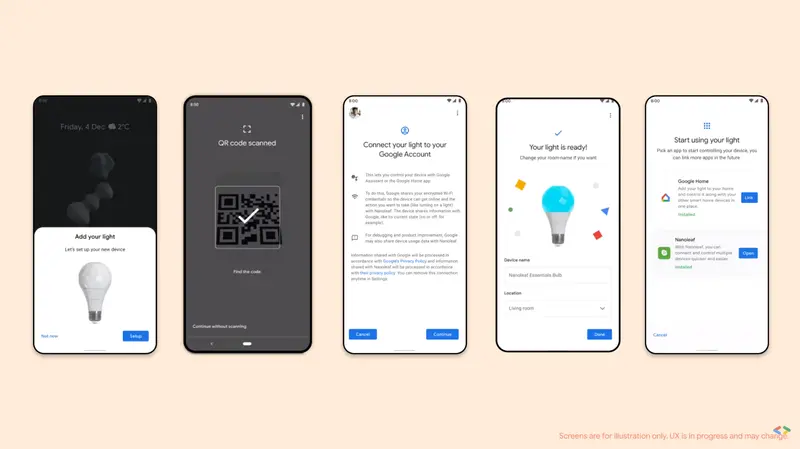 8:00
Friday, 4 Dec 2°C
Add your light
Let's set up your new device
Not now
Setup
8:00
QR code scanned
Find the code.
Continue without scanning
8:00
Connect your light to your
Google Account
This lets you control your device with Google
Assistant or the Google Home app
To do this, Google shares your encrypted Wi-Fi
credentials so the device can get online and the
action you want to take (like turning on a light)
with Nanoleaf. The device shares information with
Google, like its current state (on or off, for
example).
For debugging and product improvement, Google
may also share device usage data with Nanoleaf
Information shared with Google will be processed in
accordance with Google's Privacy Policy and information
shared with Nanoleaf will be processed in accordance
with their privacy policy. You can remove this connection
anytime in Settings.
Cancel
Continue
8:00
Your light is ready!
Change your room name if you want
Device name
Nanoleaf Essentials Bulb
Location
Living room
Done
8:00
Start using your light
Pick an app to start controlling your device, you
can link more apps in the future
Google Home
Add your light to your home
and control it along with your
other smart home devices in
one place.
Installed
Link
Nanoleaf
With Nanoleaf, you can
connect and control multiple
devices quicker and easier.
Installed
Open
Cancel
Screens are for illustration only. UX is in progress and may change.